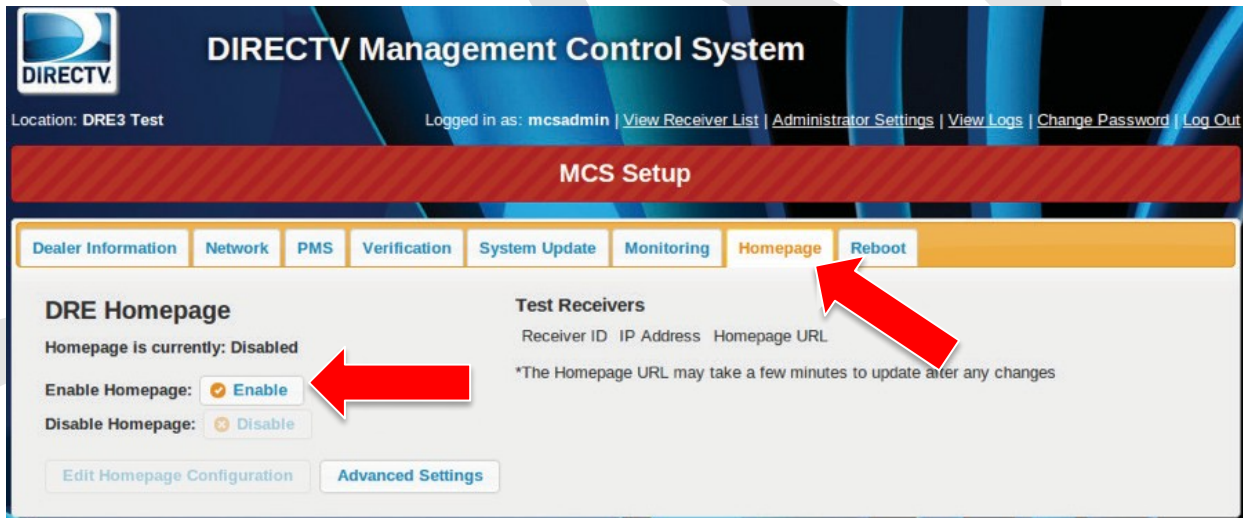 DIRECTV
DIRECTV Management Control System
Location: DRE3 Test
Logged in as: mcsadmin | View Receiver List | Administrator Settings | View Logs | Change Password | Log Out
MCS Setup
Dealer Information Network PMS Verification System Update Monitoring Homepage Reboot
DRE Homepage
Homepage is currently: Disabled
Enable Homepage: Enable
Disable Homepage: Disable
Edit Homepage Configuration Advanced Settings
Test Receivers
Receiver ID IP Address Homepage URL
*The Homepage URL may take a few minutes to update after any changes